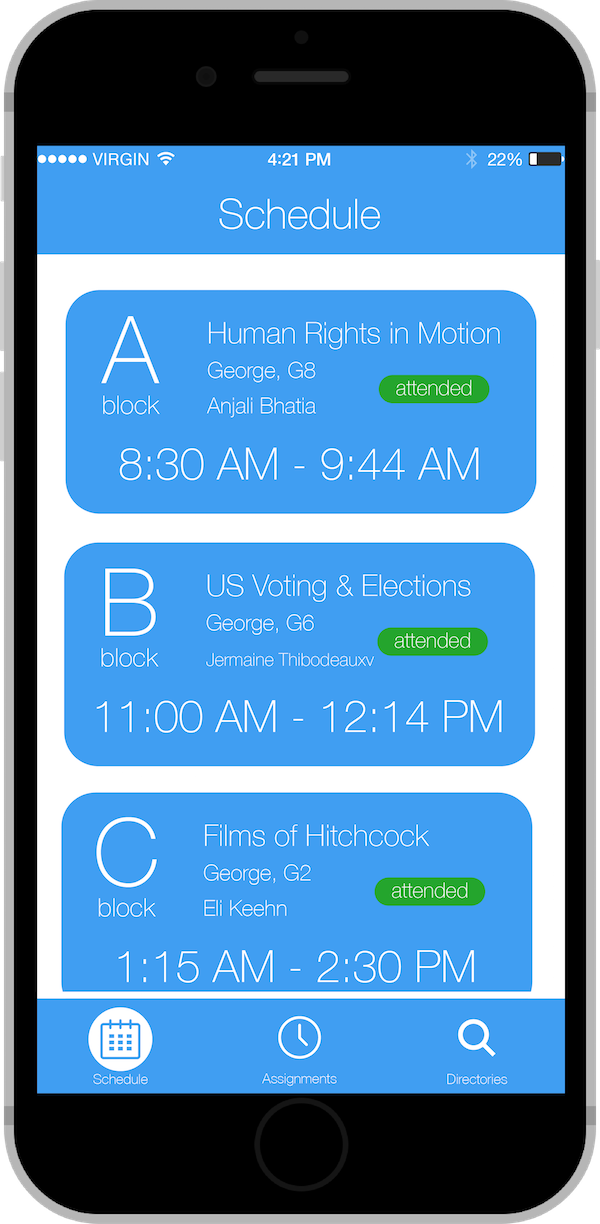 VIRGIN 4:21 PM 22%
Schedule
A
block
Human Rights in Motion
George, G8
Anjali Bhatia
attended
8:30 AM - 9:44 AM
B
block
US Voting & Elections
George, G6
Jermaine Thibodeauxv
attended
11:00 AM - 12:14 PM
C
block
Films of Hitchcock
George, G2
Eli Keehn
attended
1:15 AM - 2:30 PM
Schedule
Assignments
Directories